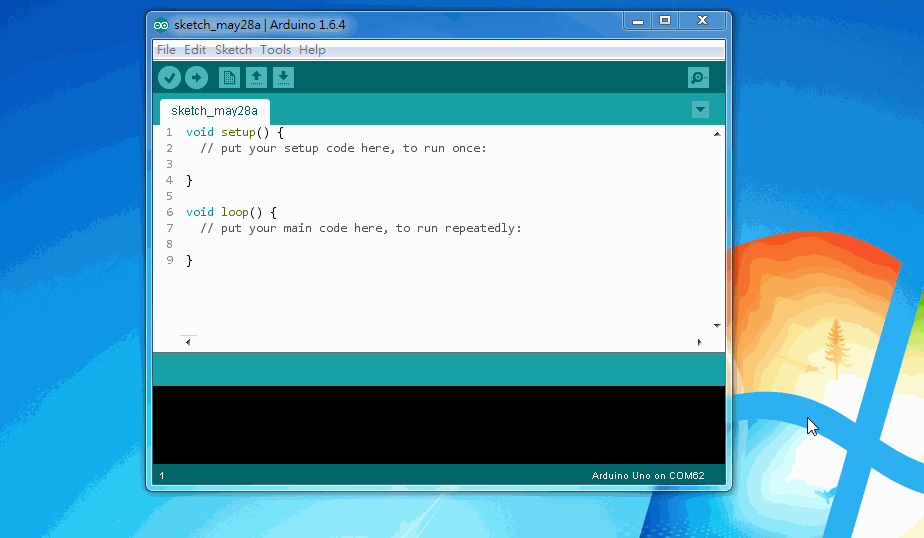 sketch_may28a | Arduino 1.6.4
File Edit Sketch Tools Help
sketch_may28a
1 void setup() {
2 // put your setup code here, to run once:
3
4 }
5
6 void loop() {
7 // put your main code here, to run repeatedly:
8
9 }
1 Arduino Uno on COM62